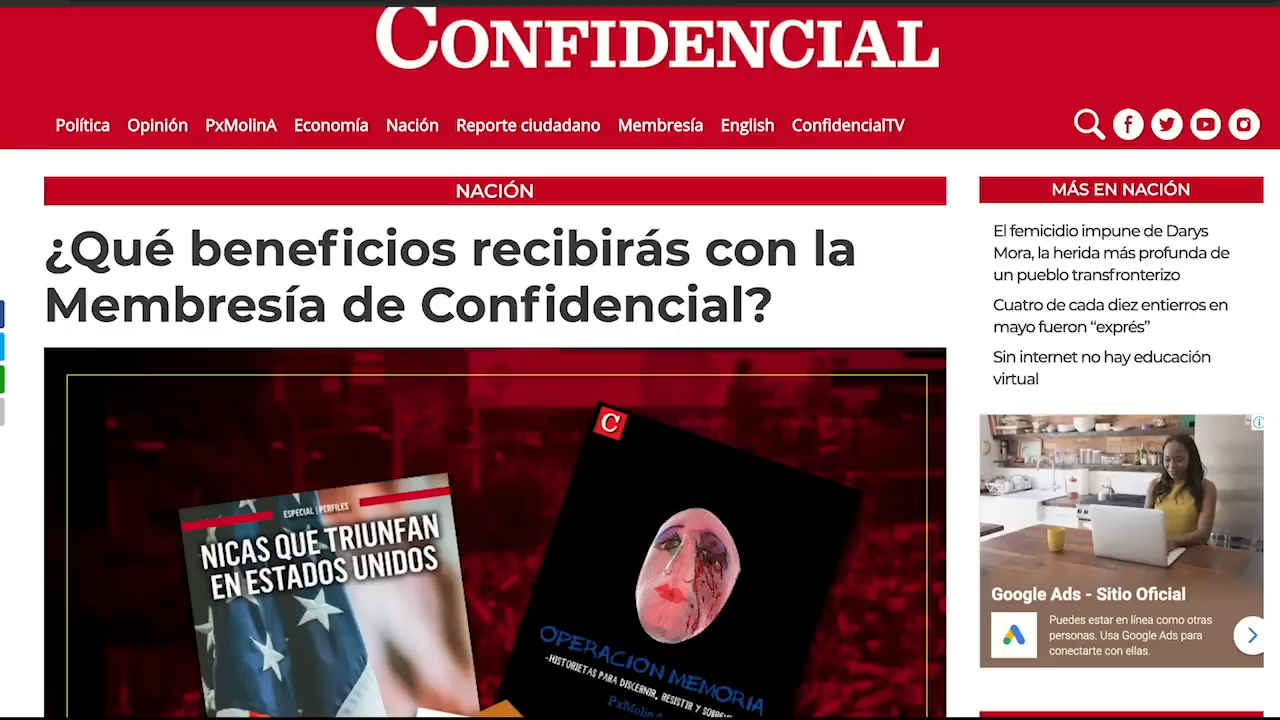 CONFIDENCIAL
Política Opinión PxMolinA Economía Nación Reporte ciudadano Membresía English ConfidencialTV
NACIÓN
¿Qué beneficios recibirás con la
Membresía de Confidencial?
ESPECIAL | PERFILES
NICAS QUE TRIUNFAN
EN ESTADOS UNIDOS
C
OPERACIÓN MEMORIA
-HISTORIETAS PARA DISCERNIR, RESISTIR Y
MÁS EN NACIÓN
El femicidio impune de Darys
Mora, la herida más profunda de
un pueblo transfronterizo
Cuatro de cada diez entierros en
mayo fueron “exprés”
Sin internet no hay educación
virtual
Google Ads - Sitio Oficial
Puedes estar en línea como otras
personas. Usa Google Ads para
conectarte con ellas.